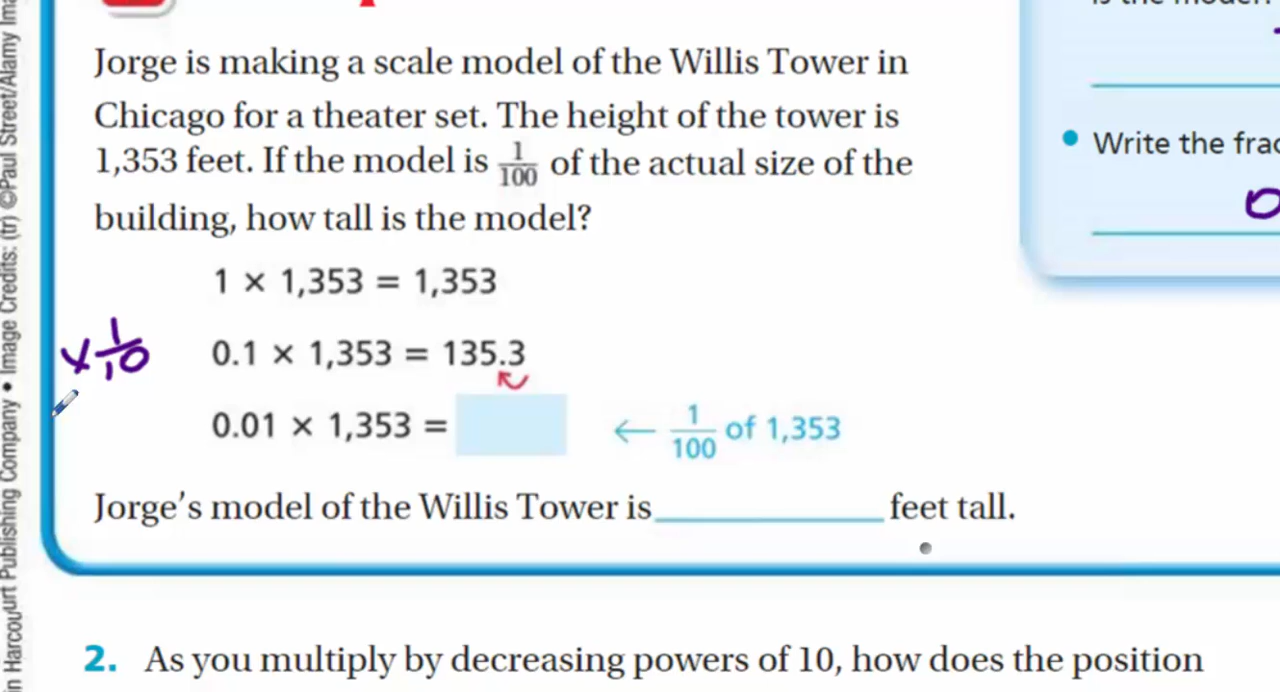 Jorge is making a scale model of the Willis Tower in
Chicago for a theater set. The height of the tower is
1,353 feet. If the model is 1/100 of the actual size of the
building, how tall is the model?
1 × 1,353 = 1,353
× 1/10
0.1 × 1,353 = 135.3
0.01 × 1,353 =
← 1/100 of 1,353
Jorge's model of the Willis Tower is____________feet tall.
2. As you multiply by decreasing powers of 10, how does the position
is the model?
• Write the
in Harcourt Publishing Company • Image Credits: (tr) ©Paul Street/Alamy